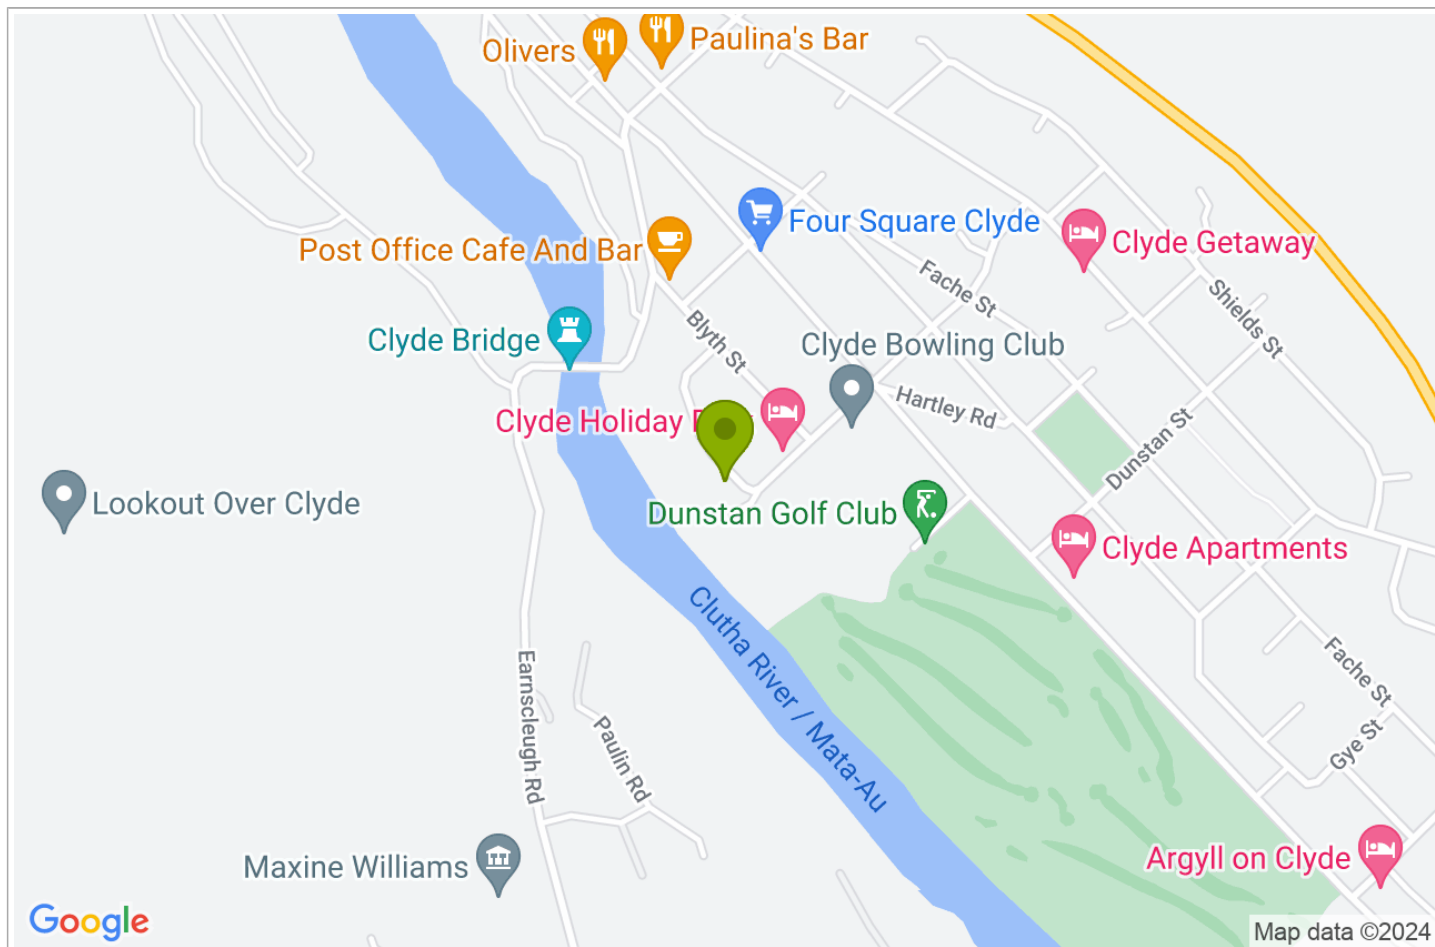 Olivers
Paulina's Bar
Four Square Clyde
Post Office Cafe And Bar
Clyde Getaway
Fache St
Shields St
Blyth St
Clyde Bridge
Clyde Bowling Club
Hartley Rd
Clyde Holiday P
Dunstan St
Lookout Over Clyde
Dunstan Golf Club
Clyde Apartments
Clutha River / Mata-Au
Earnscleugh Rd
Paulin Rd
Fache St
Gye St
Maxine Williams
Argyll on Clyde
Google
Map data ©2024